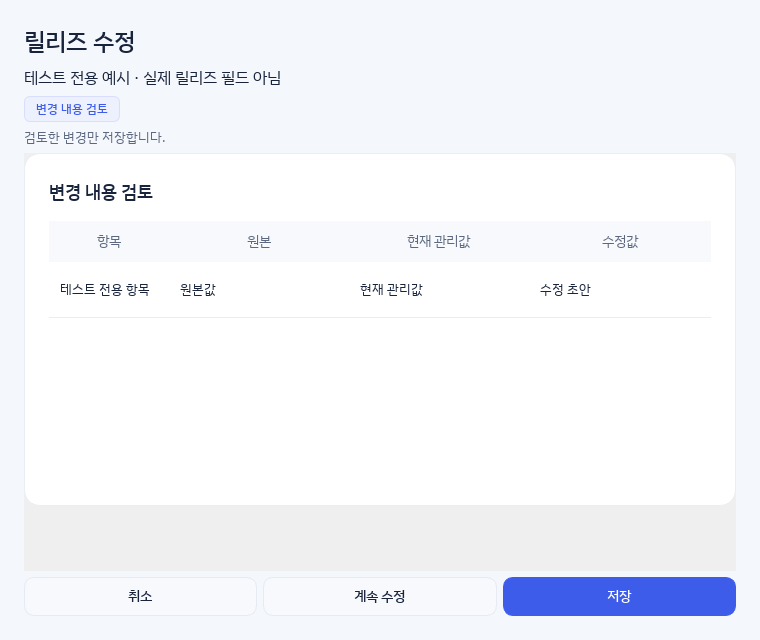 릴리즈 수정
테스트 전용 예시 · 실제 릴리즈 필드 아님
변경 내용 검토
검토한 변경만 저장합니다.
변경 내용 검토
항목 원본 현재 관리값 수정값
테스트 전용 항목 원본값 현재 관리값 수정 초안
취소 계속 수정 저장